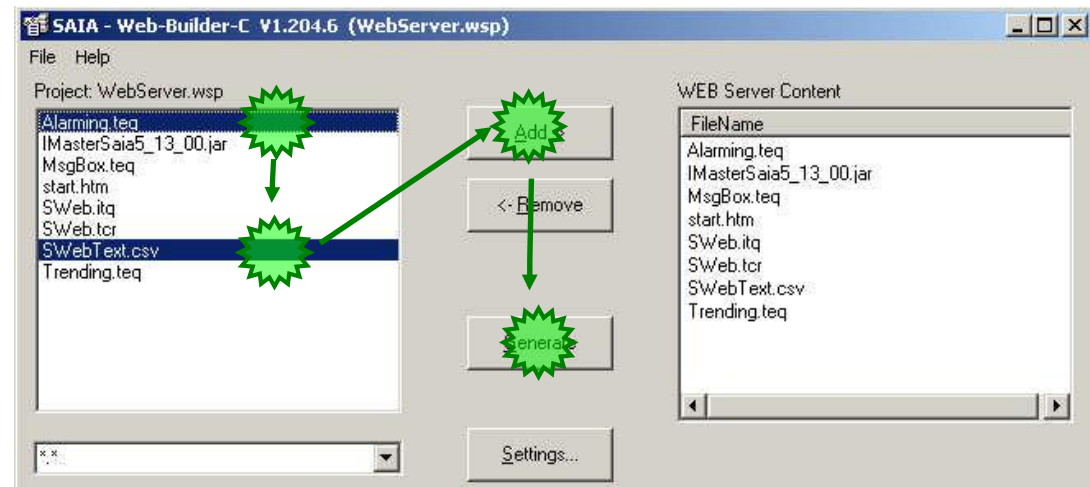 SAIA - Web-Builder-C V1.204.6 (WebServer.wsp)
File Help
Project: WebServer.wsp
Alarming.teq
IMasterSaia5_13_00.jar
MsgBox.teq
start.htm
SWeb.itq
SWeb.tcr
SWebText.csv
Trending.teq
*.*
Add
<- Remove
Generate
Settings...
WEB Server Content
FileName
Alarming.teq
IMasterSaia5_13_00.jar
MsgBox.teq
start.htm
SWeb.itq
SWeb.tcr
SWebText.csv
Trending.teq